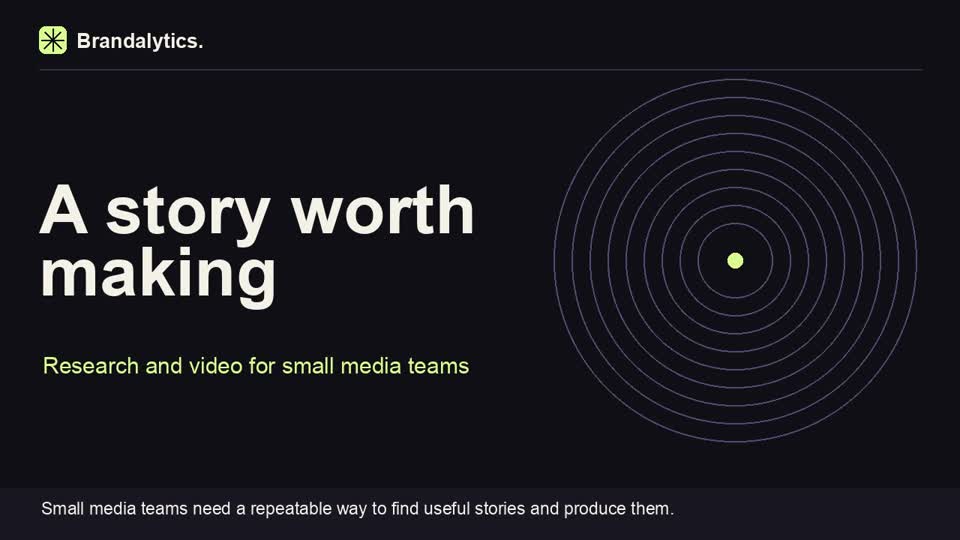 Brandalytics.
A story worth
making
Research and video for small media teams
Small media teams need a repeatable way to find useful stories and produce them.